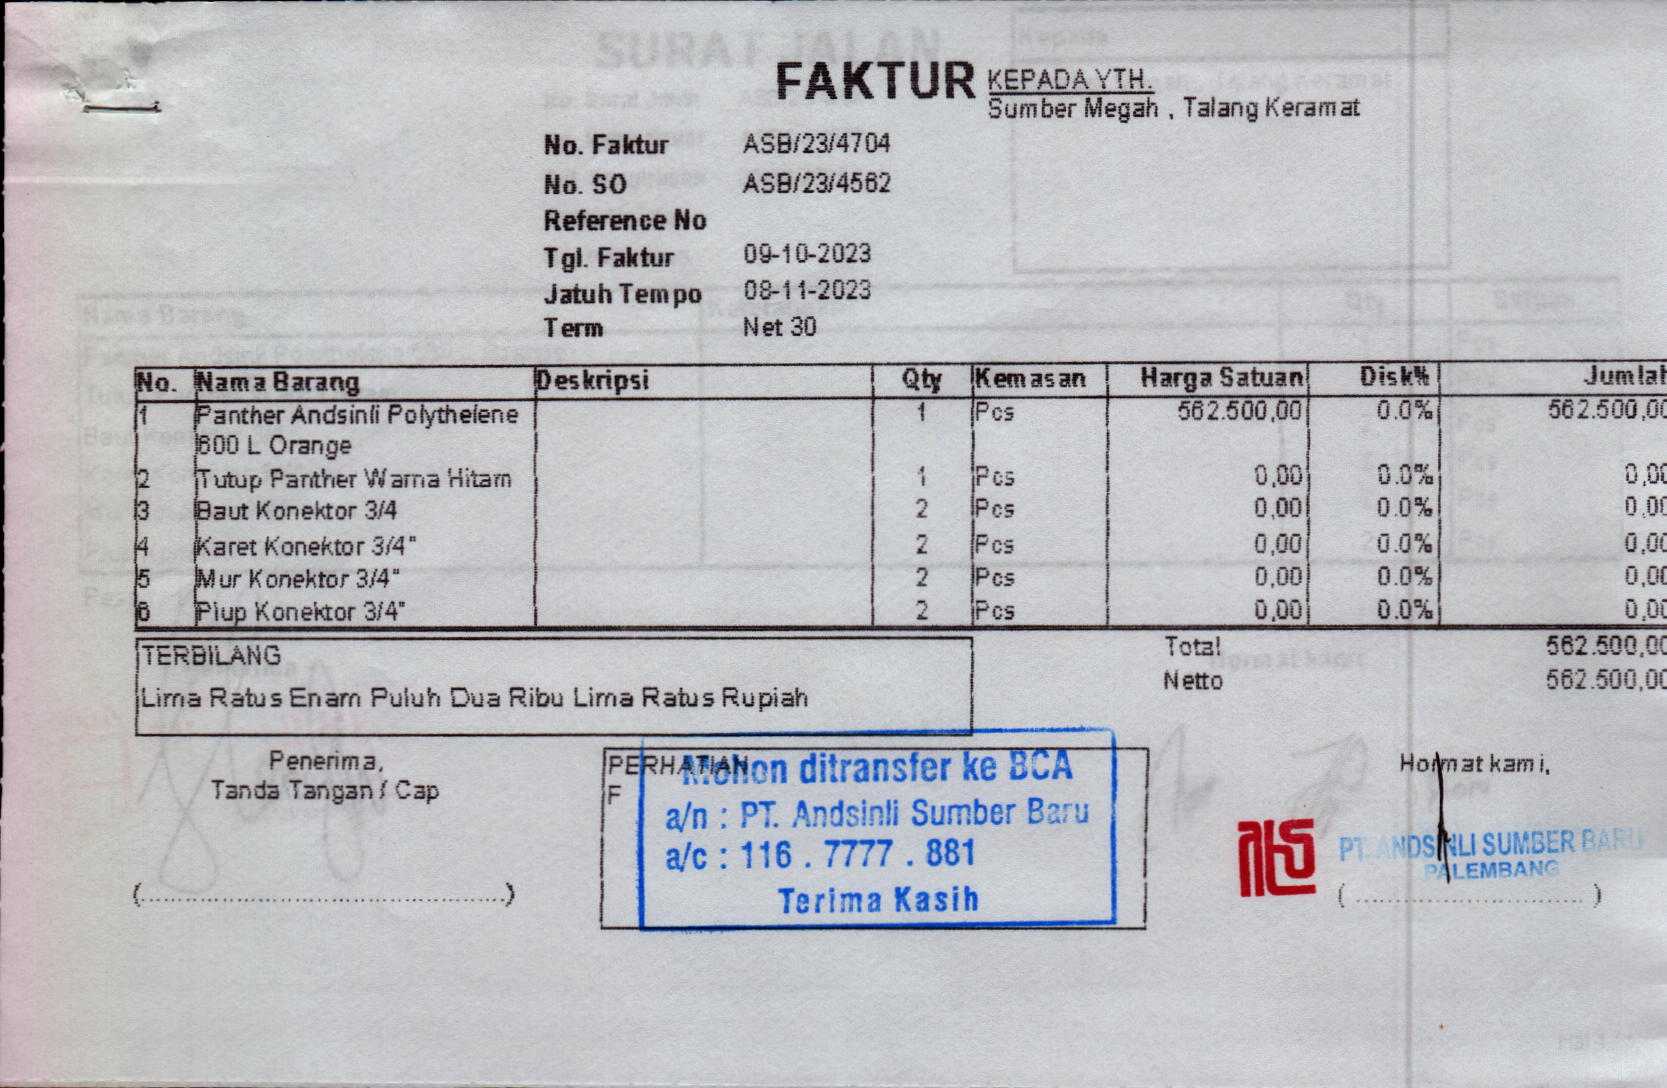 FAKTUR
KEPADA YTH.
Sumber Megah , Talang Keramat
No. Faktur ASB/23/4704
No. SO ASB/23/4562
Reference No
Tgl. Faktur 09-10-2023
Jatuh Tempo 08-11-2023
Term Net 30
No. Nama Barang Deskripsi Qty Kemasan Harga Satuan Disk% Jumlah
1 Panther Andsinli Polythelene 1 Pcs 562.500,00 0.0% 562.500,00
600 L Orange
2 Tutup Panther Warna Hitam 1 Pcs 0,00 0.0% 0,00
3 Baut Konektor 3/4 2 Pcs 0,00 0.0% 0,00
4 Karet Konektor 3/4" 2 Pcs 0,00 0.0% 0,00
5 Mur Konektor 3/4" 2 Pcs 0,00 0.0% 0,00
6 Plup Konektor 3/4" 2 Pcs 0,00 0.0% 0,00
TERBILANG
Lima Ratus Enam Puluh Dua Ribu Lima Ratus Rupiah
Total 562.500,00
Netto 562.500,00
Penerima,
Tanda Tangan / Cap
(..............................................)
PERHATIAN
F
Mohon ditransfer ke BCA
a/n : PT. Andsinli Sumber Baru
a/c : 116 . 7777 . 881
Terima Kasih
Hormat kami,
PT. ANDSINLI SUMBER BARU
PALEMBANG
( .............................. )